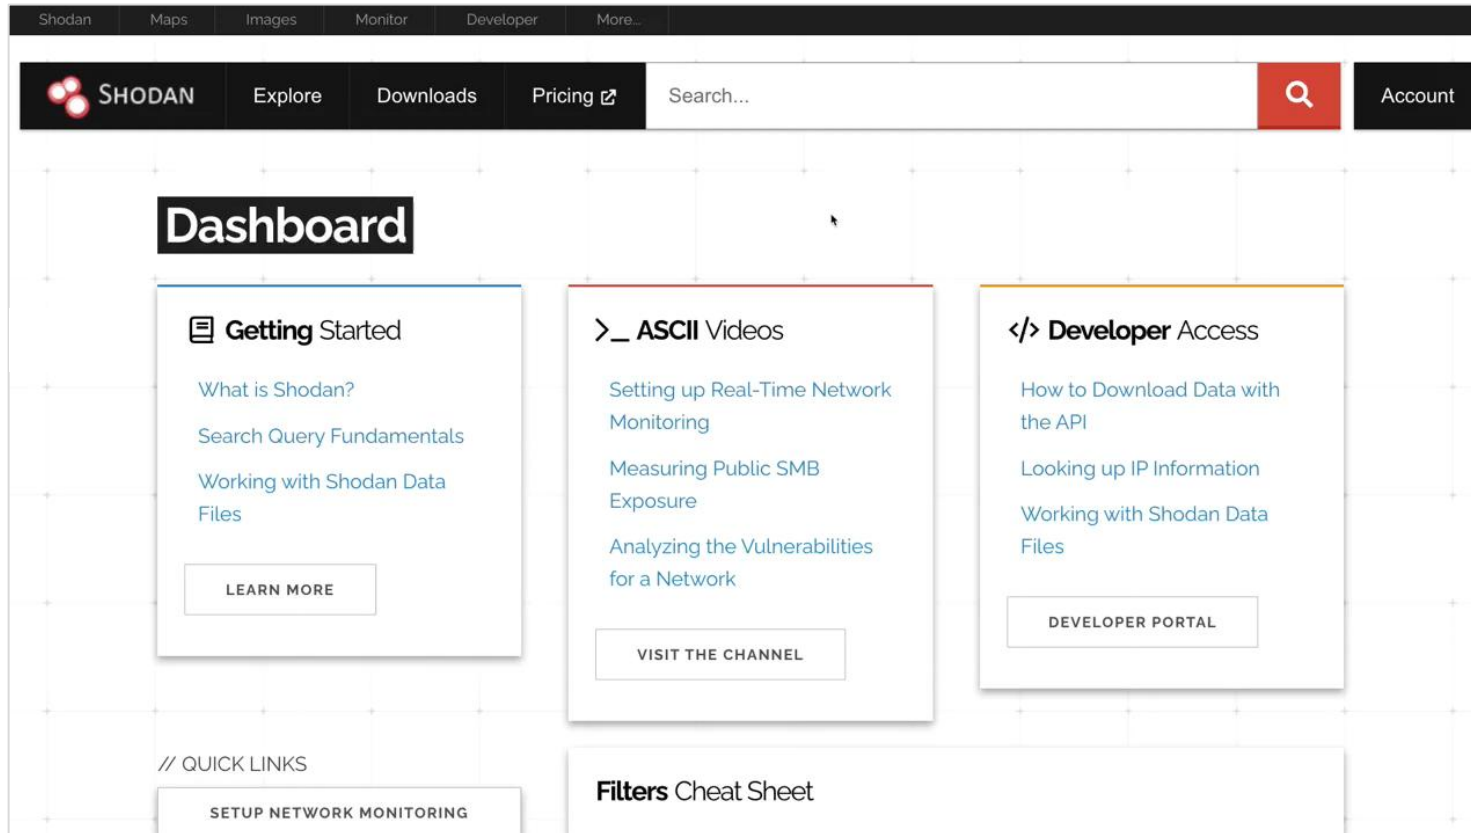 Shodan Maps Images Monitor Developer More...
SHODAN Explore Downloads Pricing Search... Account
Dashboard
Getting Started
What is Shodan?
Search Query Fundamentals
Working with Shodan Data
Files
LEARN MORE
>_ ASCII Videos
Setting up Real-Time Network
Monitoring
Measuring Public SMB
Exposure
Analyzing the Vulnerabilities
for a Network
VISIT THE CHANNEL
</> Developer Access
How to Download Data with
the API
Looking up IP Information
Working with Shodan Data
Files
DEVELOPER PORTAL
// QUICK LINKS
SETUP NETWORK MONITORING
Filters Cheat Sheet